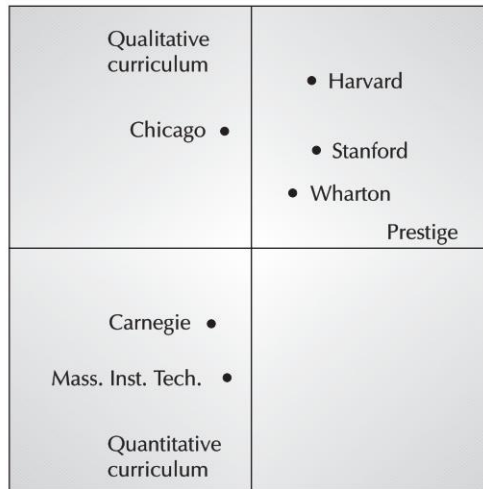 Qualitative
curriculum
Harvard
Chicago
Stanford
Wharton
Prestige
Carnegie
Mass. Inst. Tech.
Quantitative
curriculum